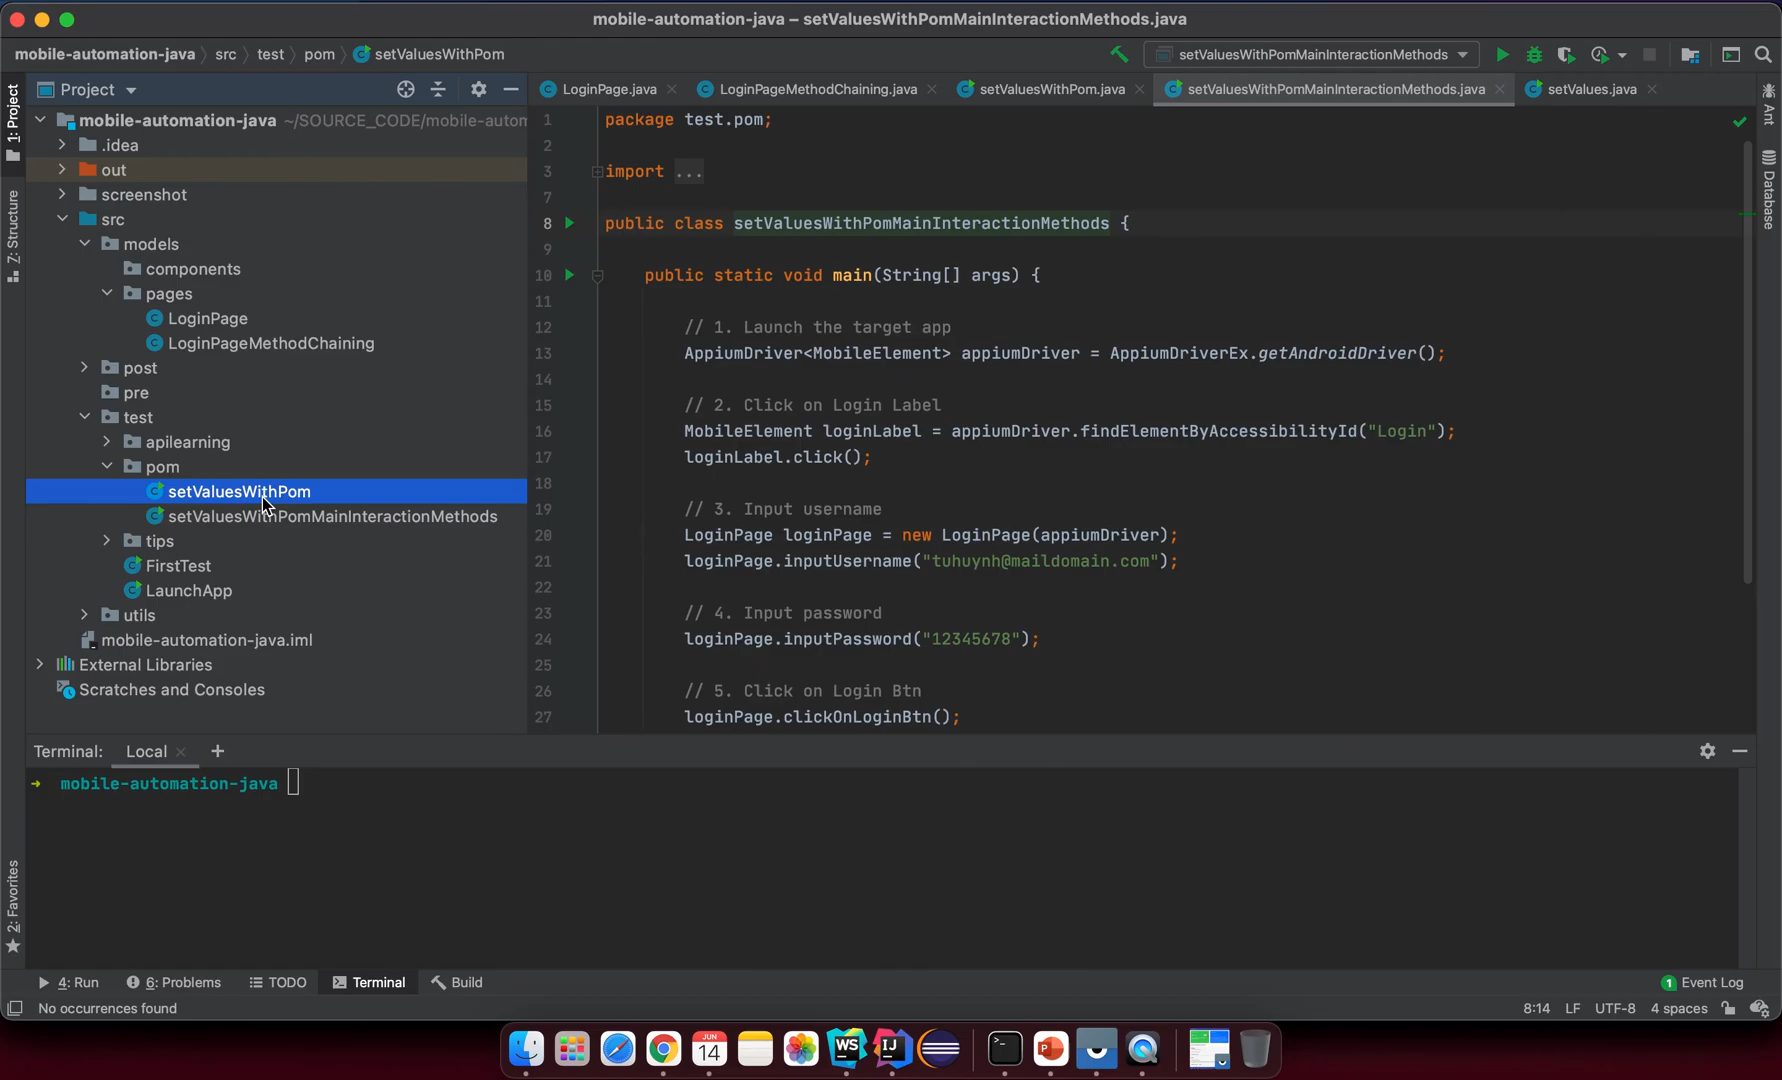 mobile-automation-java – setValuesWithPomMainInteractionMethods.java
mobile-automation-java src test pom setValuesWithPom
setValuesWithPomMainInteractionMethods
Project
LoginPage.java
LoginPageMethodChaining.java
setValuesWithPom.java
setValuesWithPomMainInteractionMethods.java
setValues.java
1: Project
7: Structure
2: Favorites
mobile-automation-java ~/SOURCE_CODE/mobile-autom
.idea
out
screenshot
src
models
components
pages
LoginPage
LoginPageMethodChaining
post
pre
test
apilearning
pom
setValuesWithPom
setValuesWithPomMainInteractionMethods
tips
FirstTest
LaunchApp
utils
mobile-automation-java.iml
External Libraries
Scratches and Consoles
1 package test.pom;
2
3 import ...
7
8 public class setValuesWithPomMainInteractionMethods {
9
10 public static void main(String[] args) {
11
12 // 1. Launch the target app
13 AppiumDriver<MobileElement> appiumDriver = AppiumDriverEx.getAndroidDriver();
14
15 // 2. Click on Login Label
16 MobileElement loginLabel = appiumDriver.findElementByAccessibilityId("Login");
17 loginLabel.click();
18
19 // 3. Input username
20 LoginPage loginPage = new LoginPage(appiumDriver);
21 loginPage.inputUsername("tuhuynh@maildomain.com");
22
23 // 4. Input password
24 loginPage.inputPassword("12345678");
25
26 // 5. Click on Login Btn
27 loginPage.clickOnLoginBtn();
Ant
Database
Terminal: Local +
→ mobile-automation-java
4: Run 6: Problems TODO Terminal Build
1 Event Log
No occurrences found
8:14 LF UTF-8 4 spaces
JUN
14
WS
IJ
P